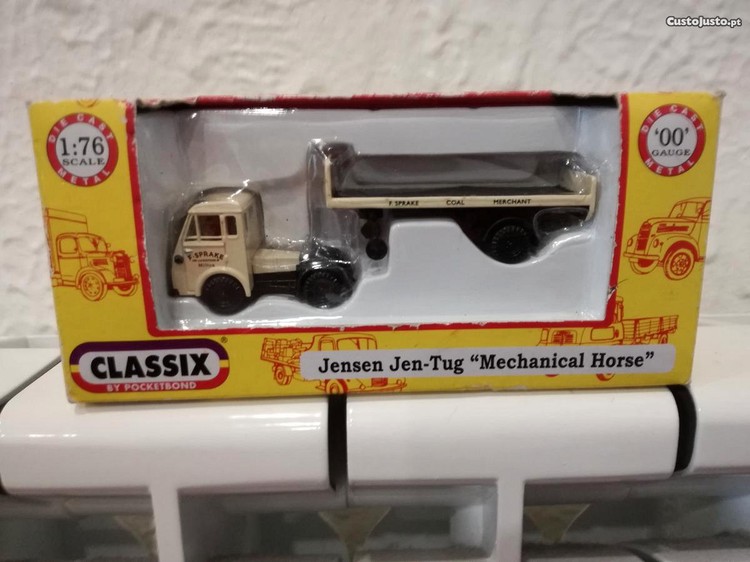 CustoJusto.pt
DIE CAST
1:76
SCALE
METAL
DIE CAST
'00'
GAUGE
METAL
F SPRAKE COAL MERCHANT
F. SPRAKE
CLASSIX®
BY POCKETBOND
Jensen Jen-Tug “Mechanical Horse”